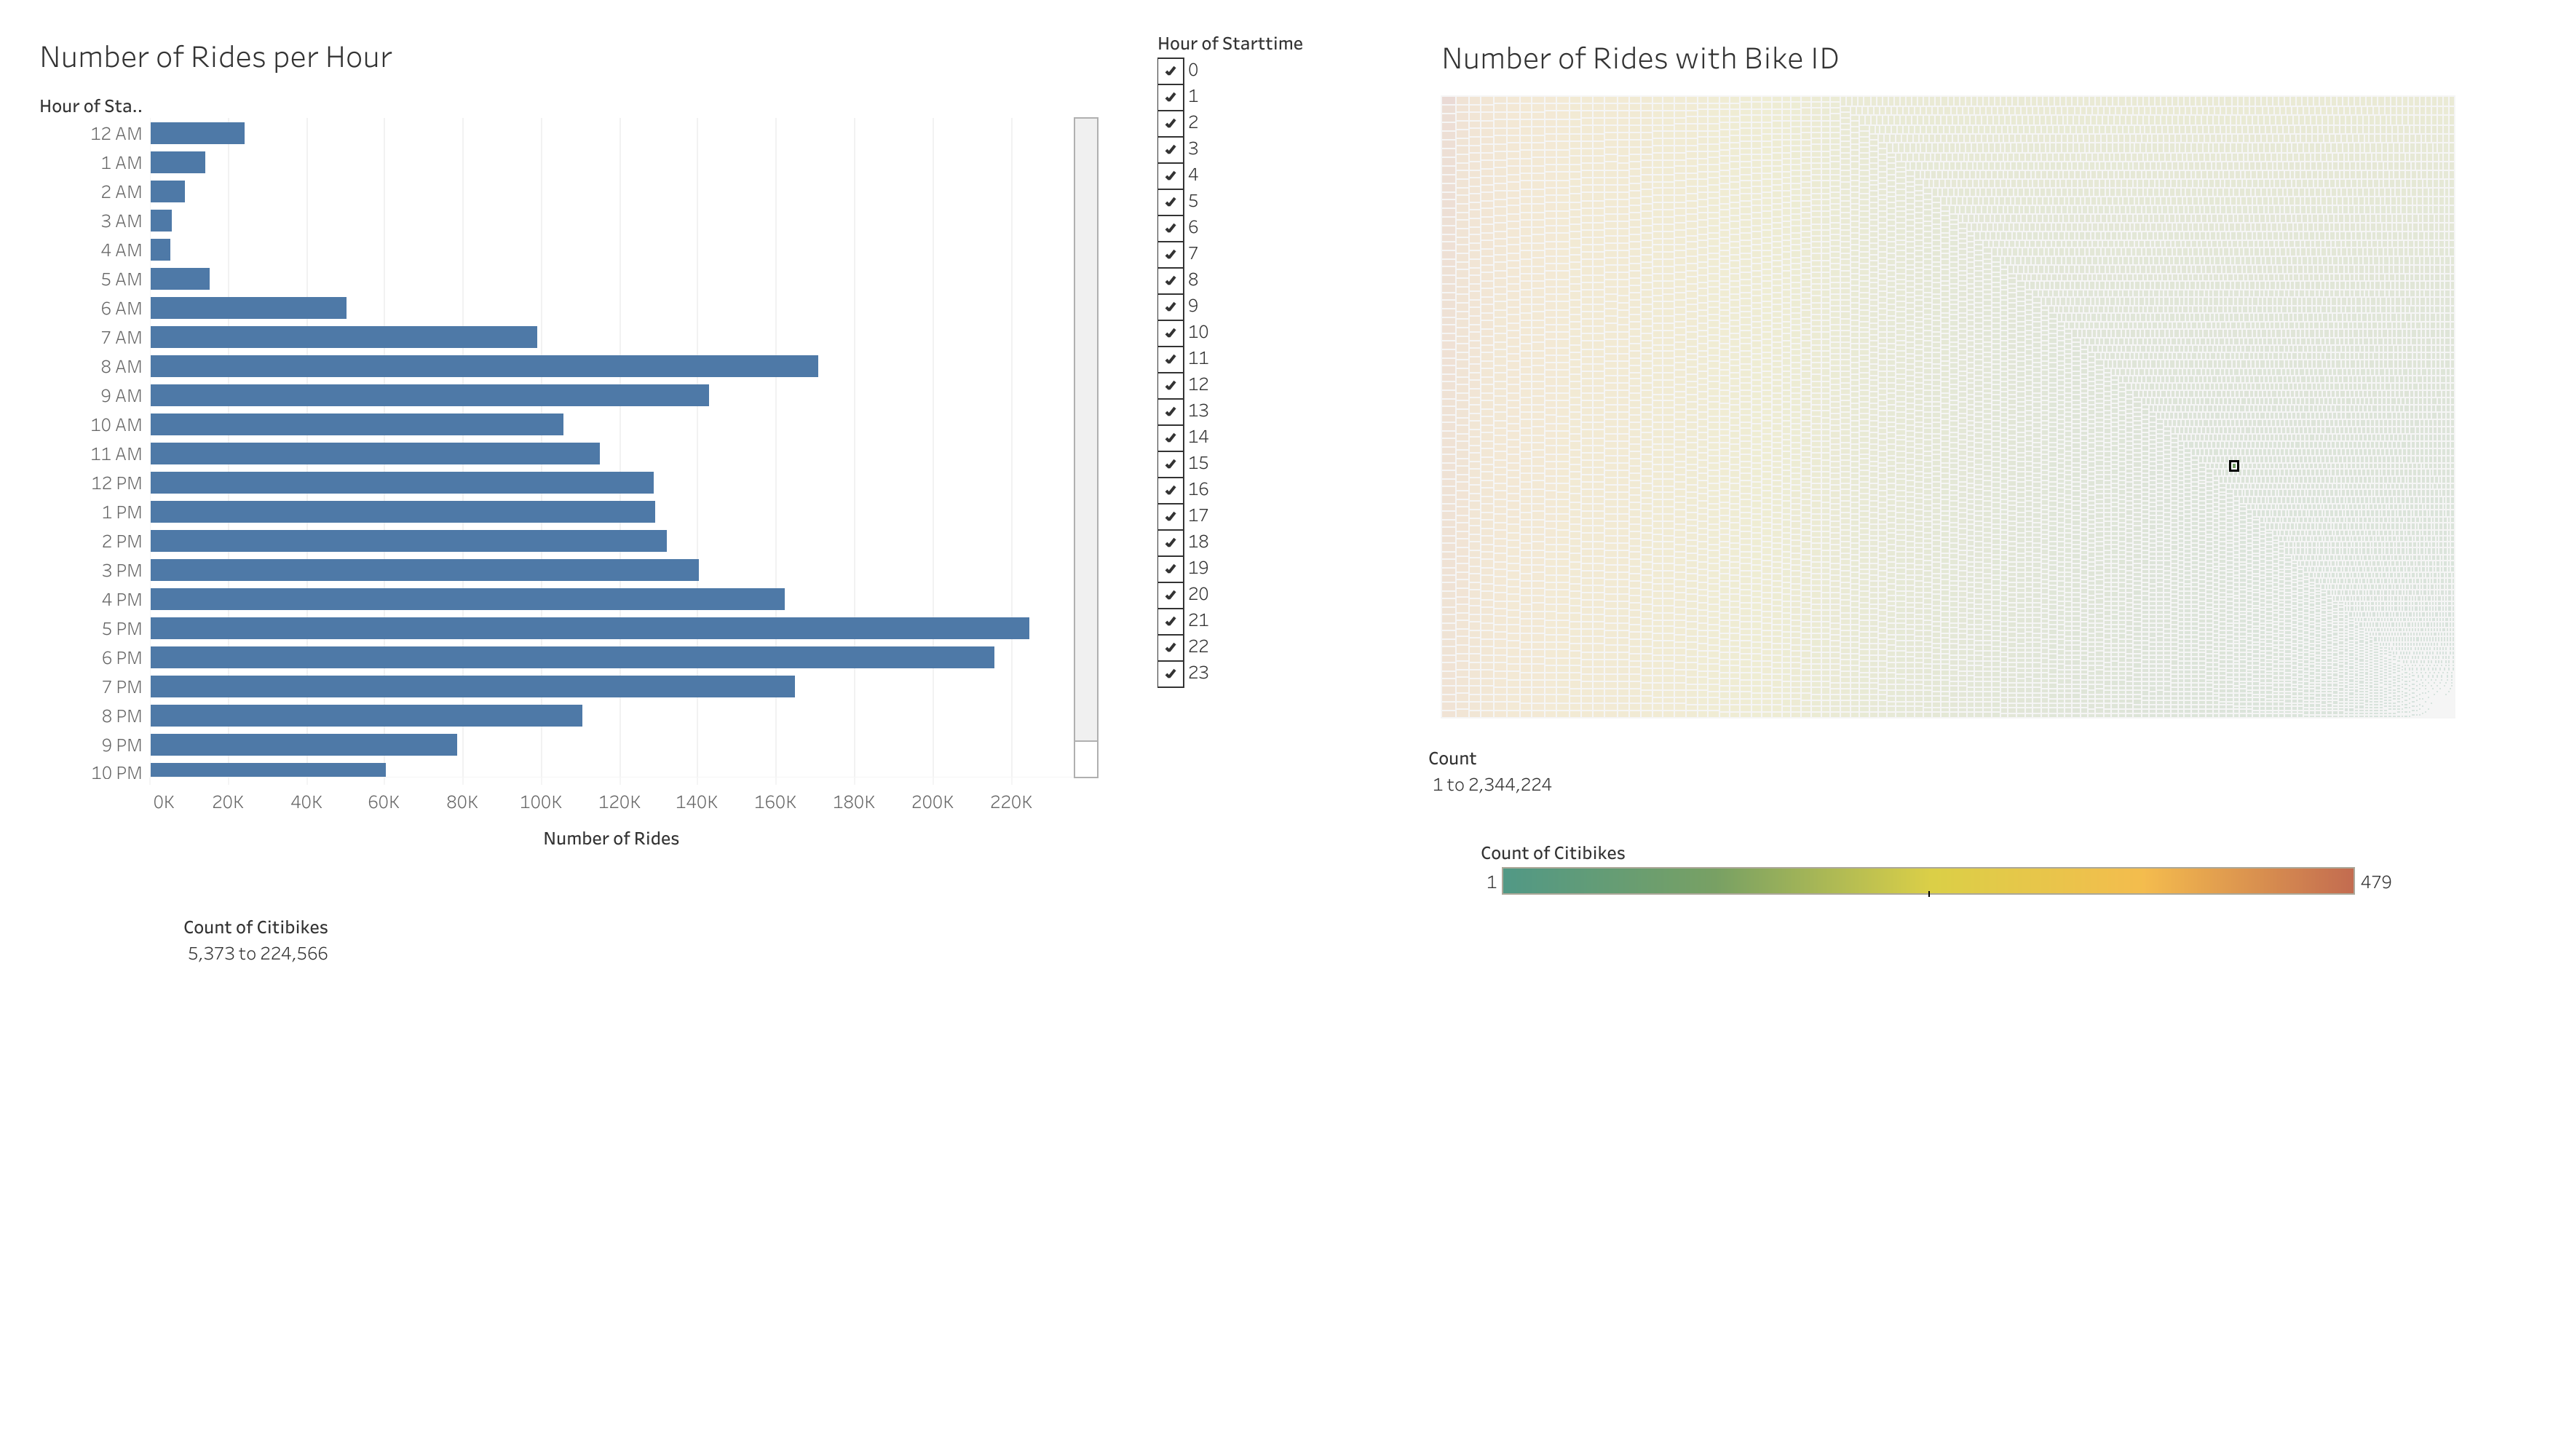 Number of Rides per Hour
Hour of Sta..
12 AM
1 AM
2 AM
3 AM
4 AM
5 AM
6 AM
7 AM
8 AM
9 AM
10 AM
11 AM
12 PM
1 PM
2 PM
3 PM
4 PM
5 PM
6 PM
7 PM
8 PM
9 PM
10 PM
0K 20K 40K 60K 80K 100K 120K 140K 160K 180K 200K 220K
Number of Rides
Count of Citibikes
5,373 to 224,566
Hour of Starttime
0
1
2
3
4
5
6
7
8
9
10
11
12
13
14
15
16
17
18
19
20
21
22
23
Number of Rides with Bike ID
Count
1 to 2,344,224
Count of Citibikes
1 479